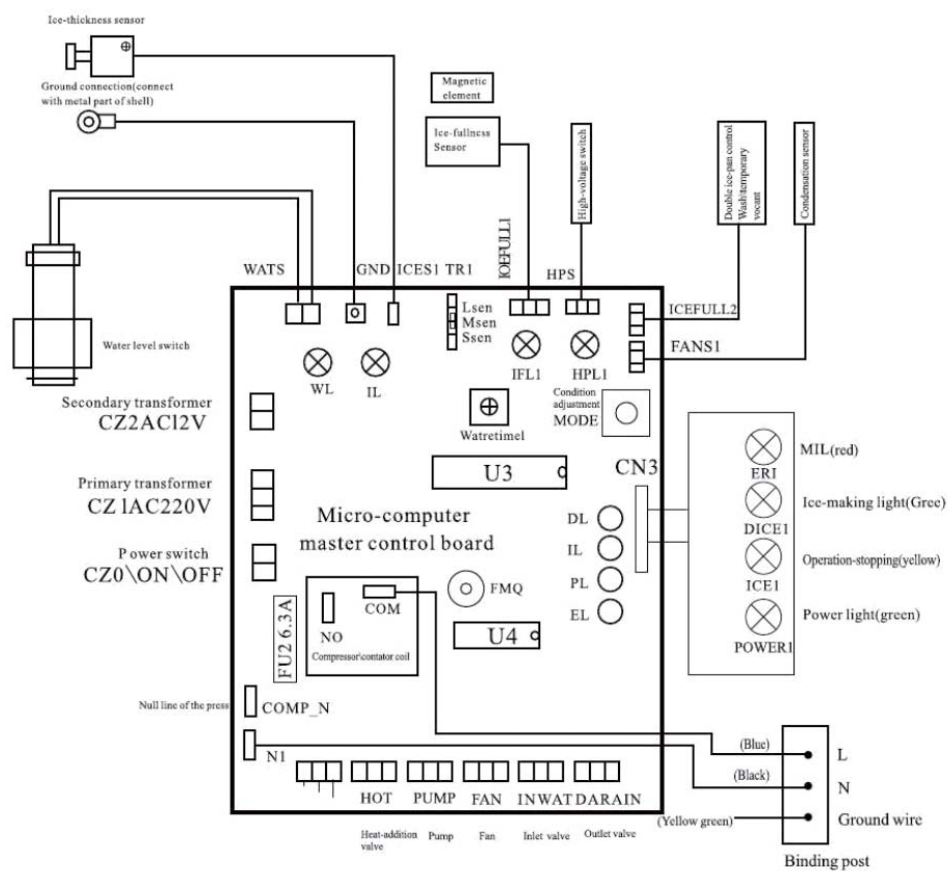 Ice-thickness sensor
Ground connection(connect
with metal part of shell)
Magnetic
element
Ice-fullness
Sensor
High-voltage switch
Double ice-pan control
Wash\temporary
vocant
Condensation sensor
WATS
GND
ICES1
TR1
IOEFULL1
HPS
ICEFULL2
FANS1
Lsen
Msen
Ssen
Water level switch
WL
IL
IFL1
HPL1
Condition
adjustment
MODE
Watretimel
Secondary transformer
CZ2AC12V
Primary transformer
CZ1AC220V
Power switch
CZ0\ON\OFF
U3
CN3
Micro-computer
master control board
DL
IL
PL
EL
FMQ
U4
MIL(red)
ER1
Ice-making light(Gree)
DICE1
Operation-stopping(yellow)
ICE1
Power light(green)
POWER1
FU2 6.3A
COM
NO
Compressor\contator coil
Null line of the press
COMP_N
N1
(Blue)
L
(Black)
N
(Yellow green)
Ground wire
Binding post
HOT
PUMP
FAN
INWAT
DARAIN
Heat-addition
valve
Pump
Fan
Inlet valve
Outlet valve